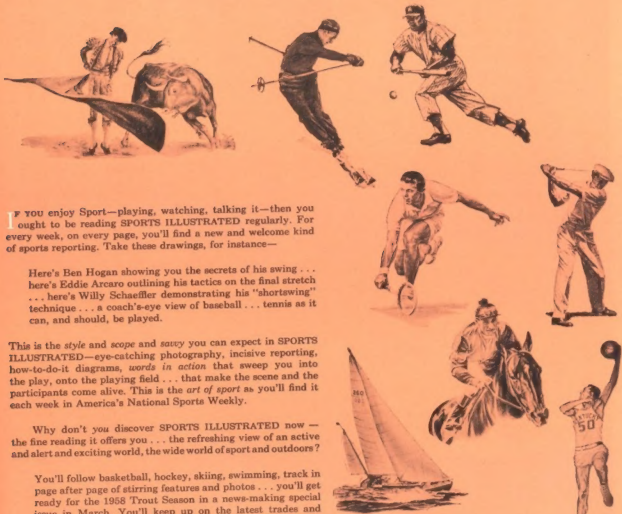 IF YOU enjoy Sport—playing, watching, talking it—then you
ought to be reading SPORTS ILLUSTRATED regularly. For
every week, on every page, you'll find a new and welcome kind
of sports reporting. Take these drawings, for instance—
Here's Ben Hogan showing you the secrets of his swing . . .
here's Eddie Arcaro outlining his tactics on the final stretch
. . . here's Willy Schaeffler demonstrating his "shortswing"
technique . . . a coach's-eye view of baseball . . . tennis as it
can, and should, be played.
This is the style and scope and savvy you can expect in SPORTS
ILLUSTRATED—eye-catching photography, incisive reporting,
how-to-do-it diagrams, words in action that sweep you into
the play, onto the playing field . . . that make the scene and the
participants come alive. This is the art of sport as you'll find it
each week in America's National Sports Weekly.
Why don't you discover SPORTS ILLUSTRATED now —
the fine reading it offers you . . . the refreshing view of an active
and alert and exciting world, the wide world of sport and outdoors?
You'll follow basketball, hockey, skiing, swimming, track in
page after page of stirring features and photos . . . you'll get
ready for the 1958 Trout Season in a news-making special
issue in March. You'll keep up on the latest trades and
50